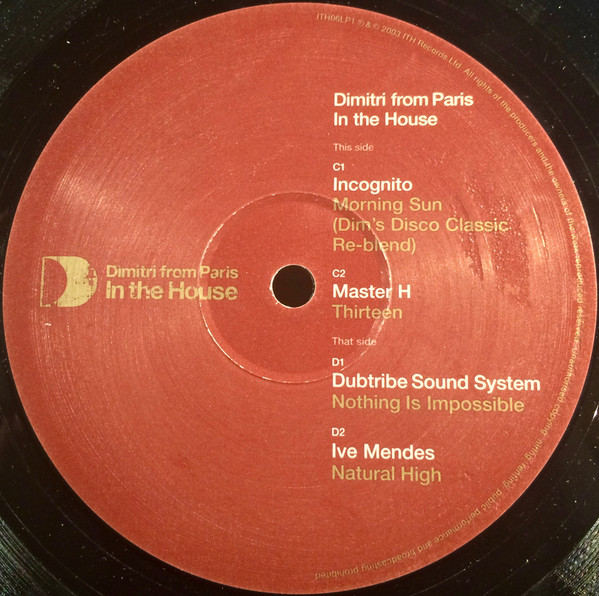 ITH06LP1 ℗ & © 2003 ITH Records Ltd. All rights of the producers and the owners of the work reproduced reserved. Unauthorised copying, hiring, lending, public performance and broadcasting prohibited
Dimitri from Paris
In the House
This side
C1
Incognito
Morning Sun
(Dim's Disco Classic
Re-blend)
Dimitri from Paris
In the House
C2
Master H
Thirteen
That side
D1
Dubtribe Sound System
Nothing Is Impossible
D2
Ive Mendes
Natural High